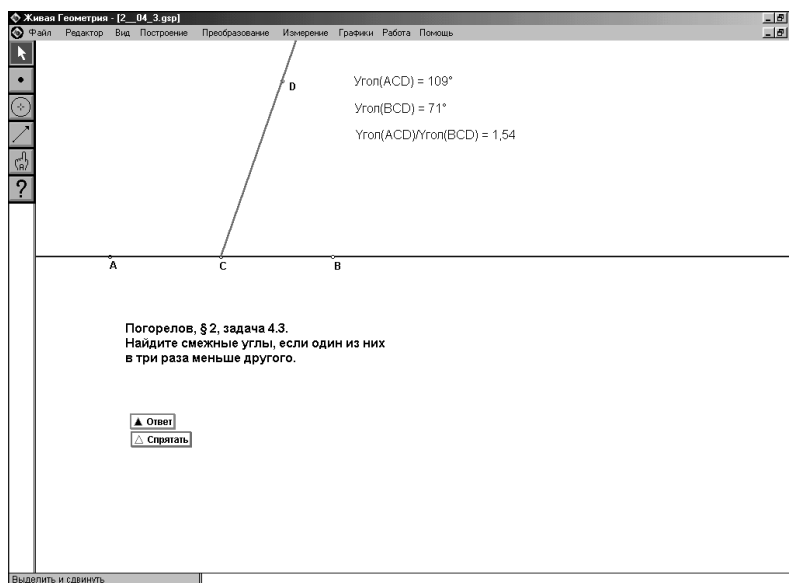 Живая Геометрия - [2__04_3.gsp]
Файл Редактор Вид Построение Преобразование Измерение Графики Работа Помощь
D
Угол(ACD) = 109°
Угол(BCD) = 71°
Угол(ACD)/Угол(BCD) = 1,54
A C B
Погорелов, § 2, задача 4.3.
Найдите смежные углы, если один из них
в три раза меньше другого.
▲ Ответ
△ Спрятать
Выделить и сдвинуть